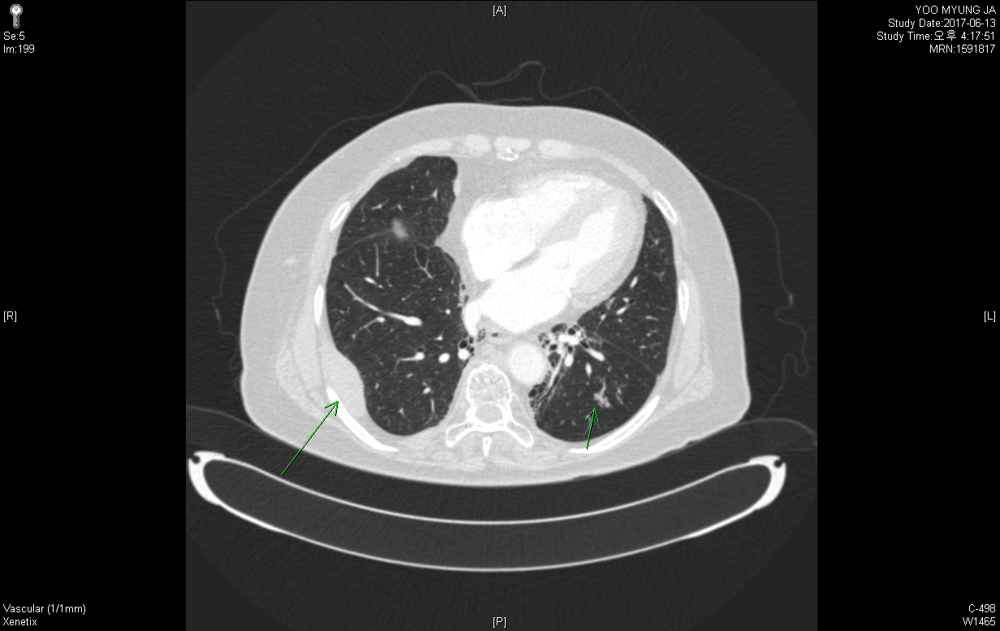 [A]
YOO MYUNG JA
Study Date:2017-06-13
Study Time:오후 4:17:51
MRN:1591817
Se:5
Im:199
[R]
[L]
Vascular (1/1mm)
Xenetix
[P]
C-498
W1465